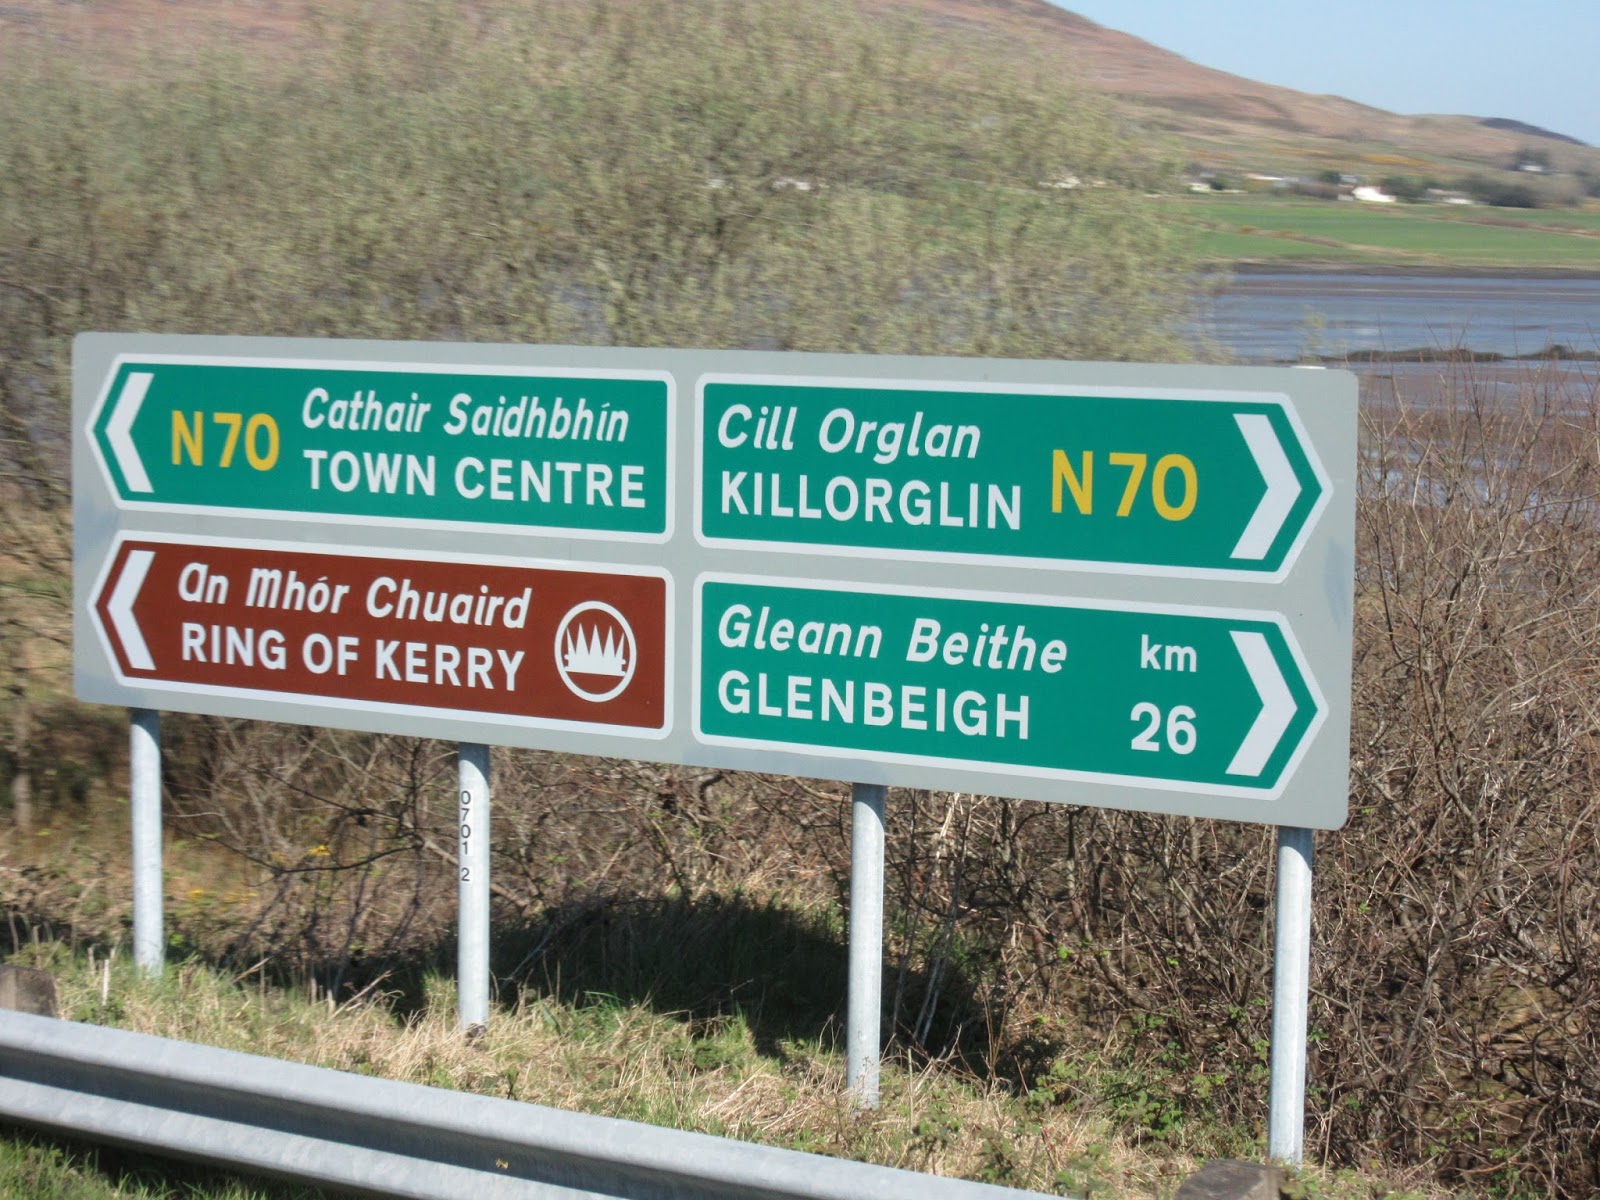 N70
Cathair Saidhbhín
TOWN CENTRE
An Mhór Chuaird
RING OF KERRY
Cill Orglan
KILLORGLIN
N70
Gleann Beithe
GLENBEIGH
km
26
0701 2